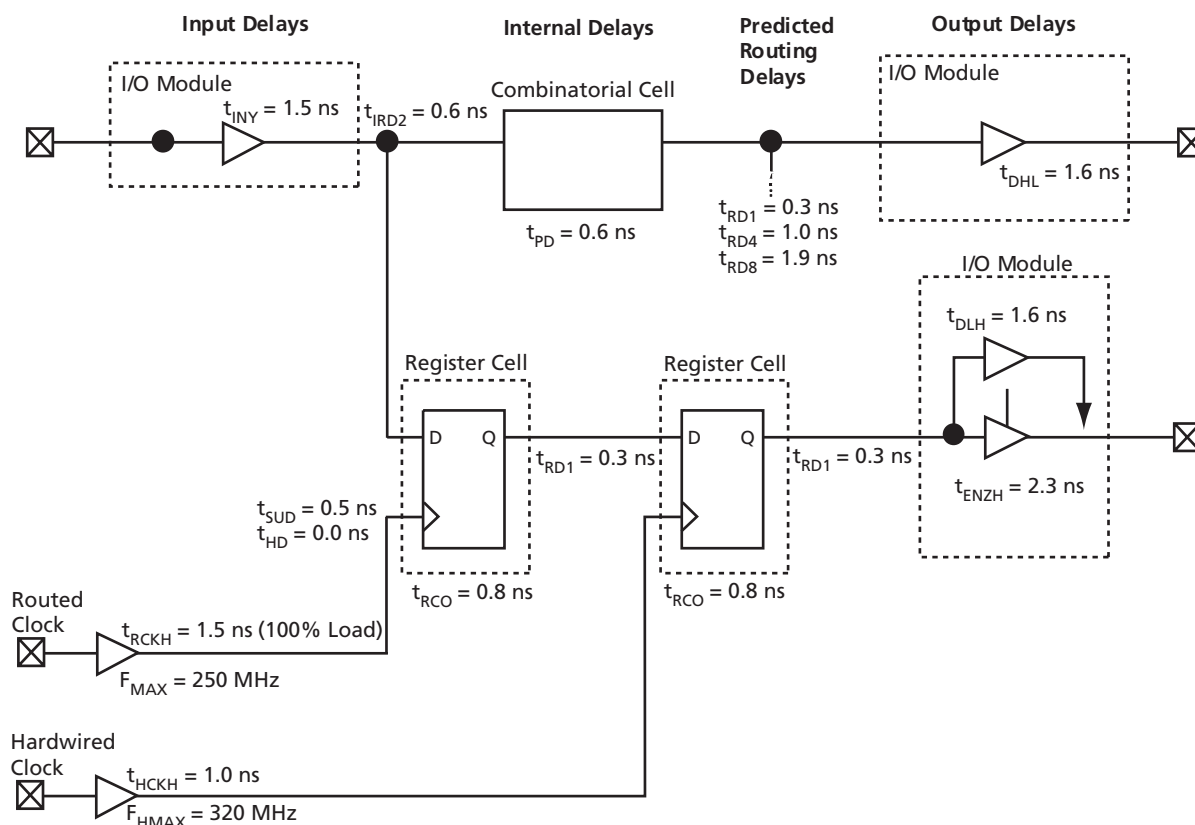 Input Delays
Internal Delays
Predicted
Routing
Delays
Output Delays
I/O Module
tINY = 1.5 ns
tIRD2 = 0.6 ns
Combinatorial Cell
tPD = 0.6 ns
tRD1 = 0.3 ns
tRD4 = 1.0 ns
tRD8 = 1.9 ns
I/O Module
tDHL = 1.6 ns
I/O Module
tDLH = 1.6 ns
tENZH = 2.3 ns
Register Cell
D Q
tRD1 = 0.3 ns
Register Cell
D Q
tRD1 = 0.3 ns
tSUD = 0.5 ns
tHD = 0.0 ns
tRCO = 0.8 ns
tRCO = 0.8 ns
Routed
Clock
tRCKH = 1.5 ns (100% Load)
FMAX = 250 MHz
Hardwired
Clock
tHCKH = 1.0 ns
FHMAX = 320 MHz